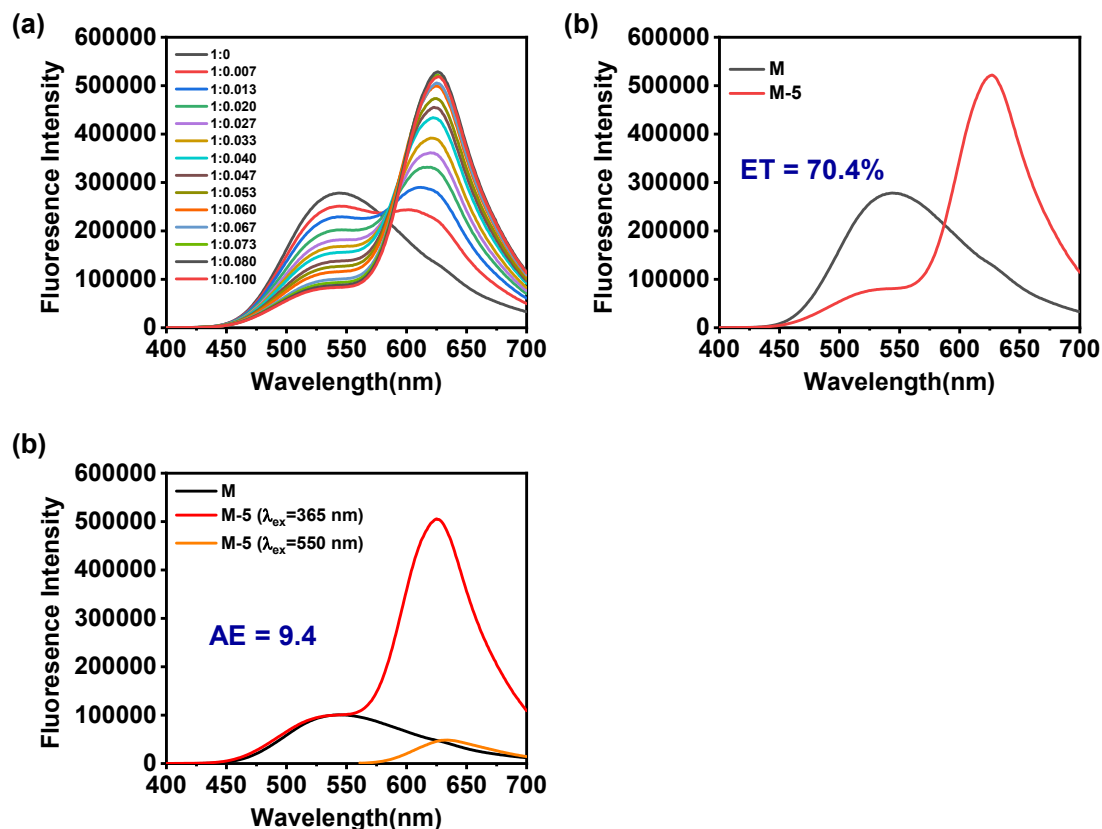 (a)
600000
500000
400000
300000
200000
100000
0
Fluoresence Intensity
1:0
1:0.007
1:0.013
1:0.020
1:0.027
1:0.033
1:0.040
1:0.047
1:0.053
1:0.060
1:0.067
1:0.073
1:0.080
1:0.100
400 450 500 550 600 650 700
Wavelength(nm)
(b)
600000
500000
400000
300000
200000
100000
0
Fluoresence Intensity
M
M-5
ET = 70.4%
400 450 500 550 600 650 700
Wavelength(nm)
(b)
600000
500000
400000
300000
200000
100000
0
Fluoresence Intensity
M
M-5 (λex=365 nm)
M-5 (λex=550 nm)
AE = 9.4
400 450 500 550 600 650 700
Wavelength(nm)